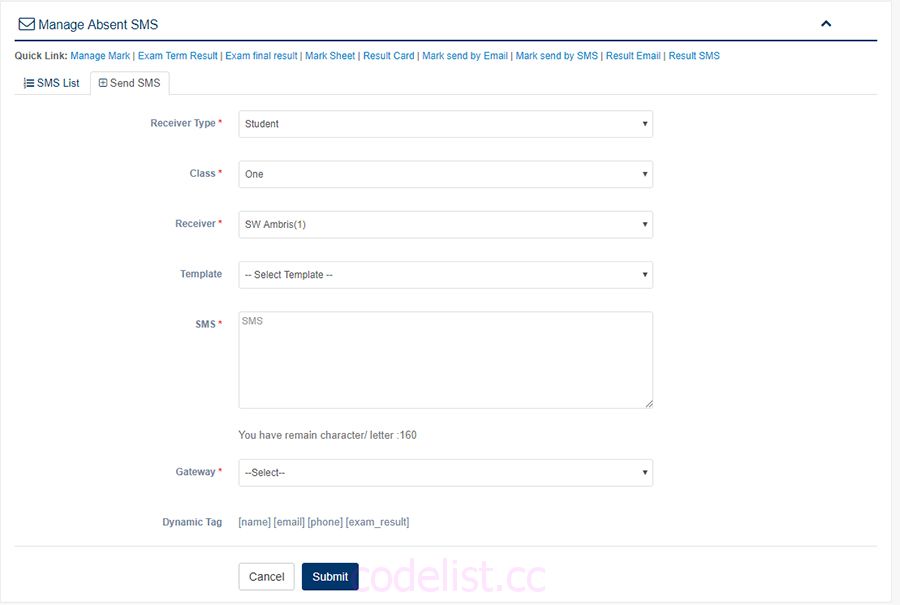 Manage Absent SMS
Quick Link: Manage Mark | Exam Term Result | Exam final result | Mark Sheet | Result Card | Mark send by Email | Mark send by SMS | Result Email | Result SMS
SMS List Send SMS
Receiver Type * Student
Class * One
Receiver * SW Ambris(1)
Template -- Select Template --
SMS * SMS
You have remain character/ letter :160
Gateway * --Select--
Dynamic Tag [name] [email] [phone] [exam_result]
Cancel Submit codelist.cc